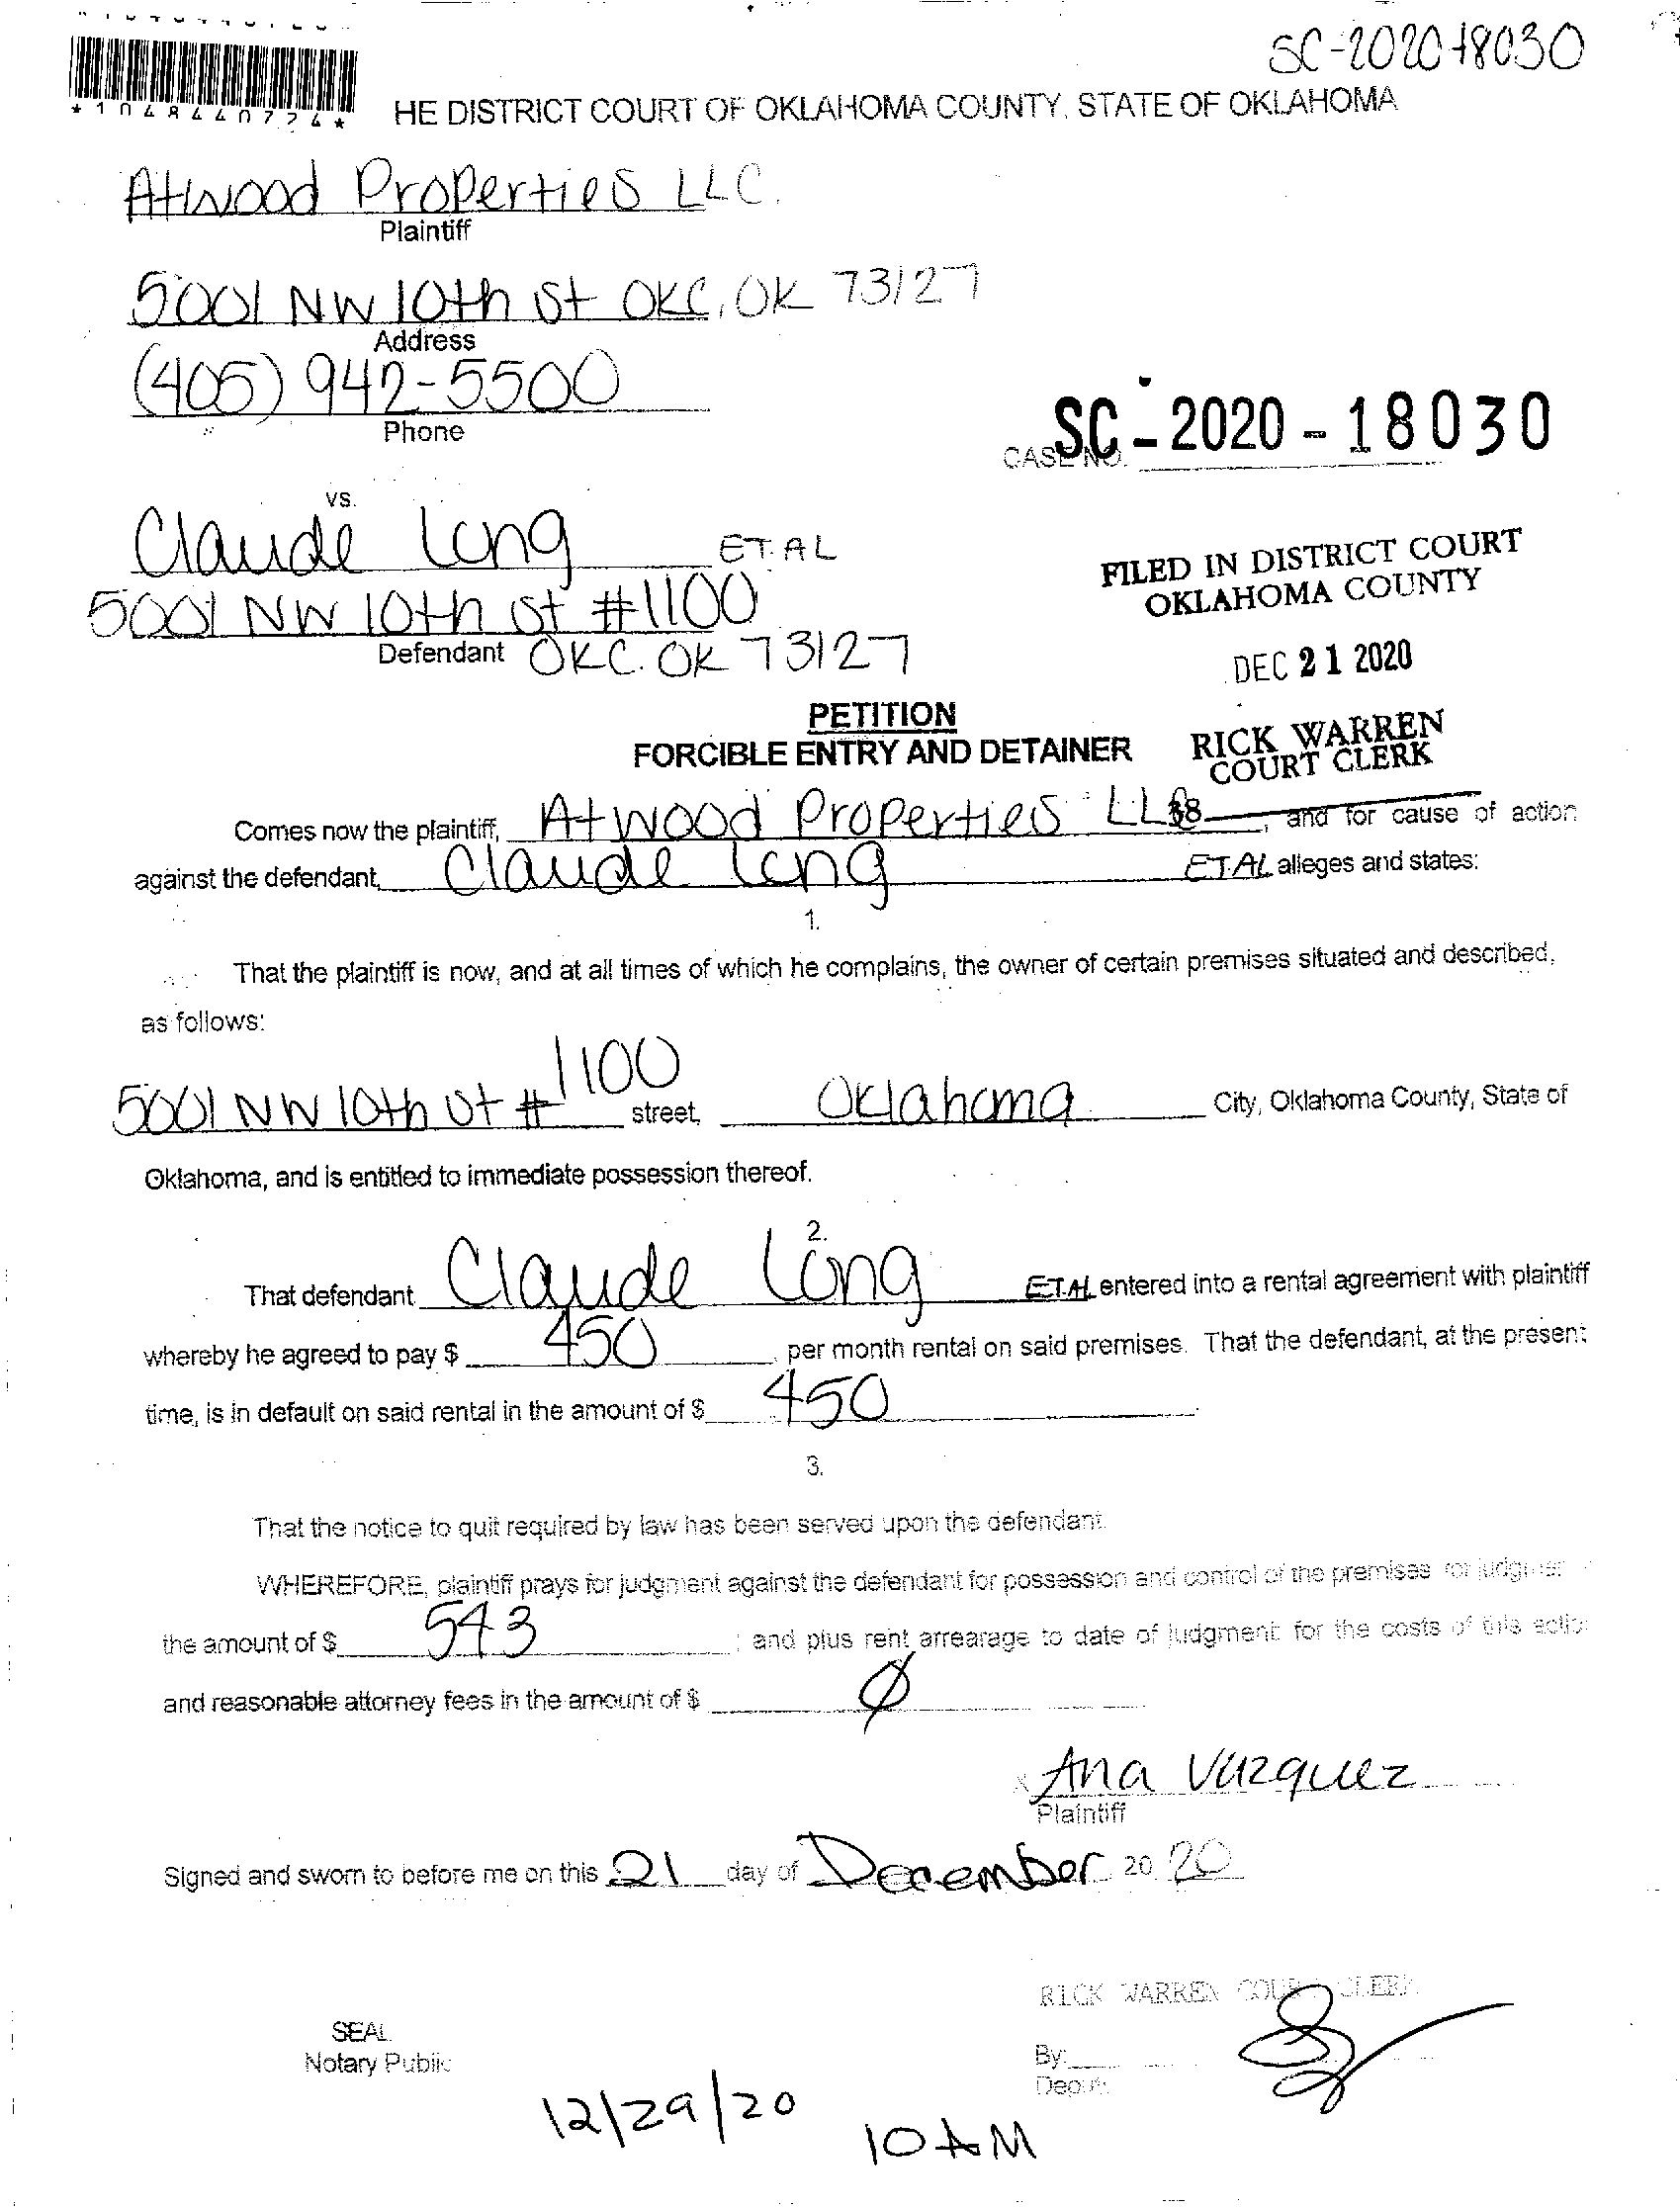 SC-2020-18030
*1048440724*
HE DISTRICT COURT OF OKLAHOMA COUNTY, STATE OF OKLAHOMA
Atwood Properties LLC.
Plaintiff
5001 NW 10th St OKC, OK 73127
Address
(405) 942-5500
Phone
CASE NO. SC-2020-18030
vs.
Claude Long ET. AL
5001 NW 10th St #1100
Defendant OKC. OK 73127
FILED IN DISTRICT COURT
OKLAHOMA COUNTY
DEC 21 2020
RICK WARREN
COURT CLERK
38
PETITION
FORCIBLE ENTRY AND DETAINER
Comes now the plaintiff, Atwood Properties LLC, and for cause of action
against the defendant, Claude Long ET.AL alleges and states:
1.
That the plaintiff is now, and at all times of which he complains, the owner of certain premises situated and described,
as follows:
5001 NW 10th St #1100 street, Oklahoma City, Oklahoma County, State of
Oklahoma, and is entitled to immediate possession thereof.
2.
That defendant Claude Long ET.AL entered into a rental agreement with plaintiff
whereby he agreed to pay $ 450 per month rental on said premises. That the defendant, at the present
time, is in default on said rental in the amount of $ 450
3.
That the notice to quit required by law has been served upon the defendant.
WHEREFORE, plaintiff prays for judgment against the defendant for possession and control of the premises for
the amount of $ 543 ; and plus rent arrearage to date of judgment: for the costs of this
and reasonable attorney fees in the amount of $ Ø
x Ana Vazquez
Plaintiff
Signed and sworn to before me on this 21 day of December 20 20
RICK WARREN COURT CLERK
SEAL
Notary Public
By:
Deputy
12/29/20
10 AM